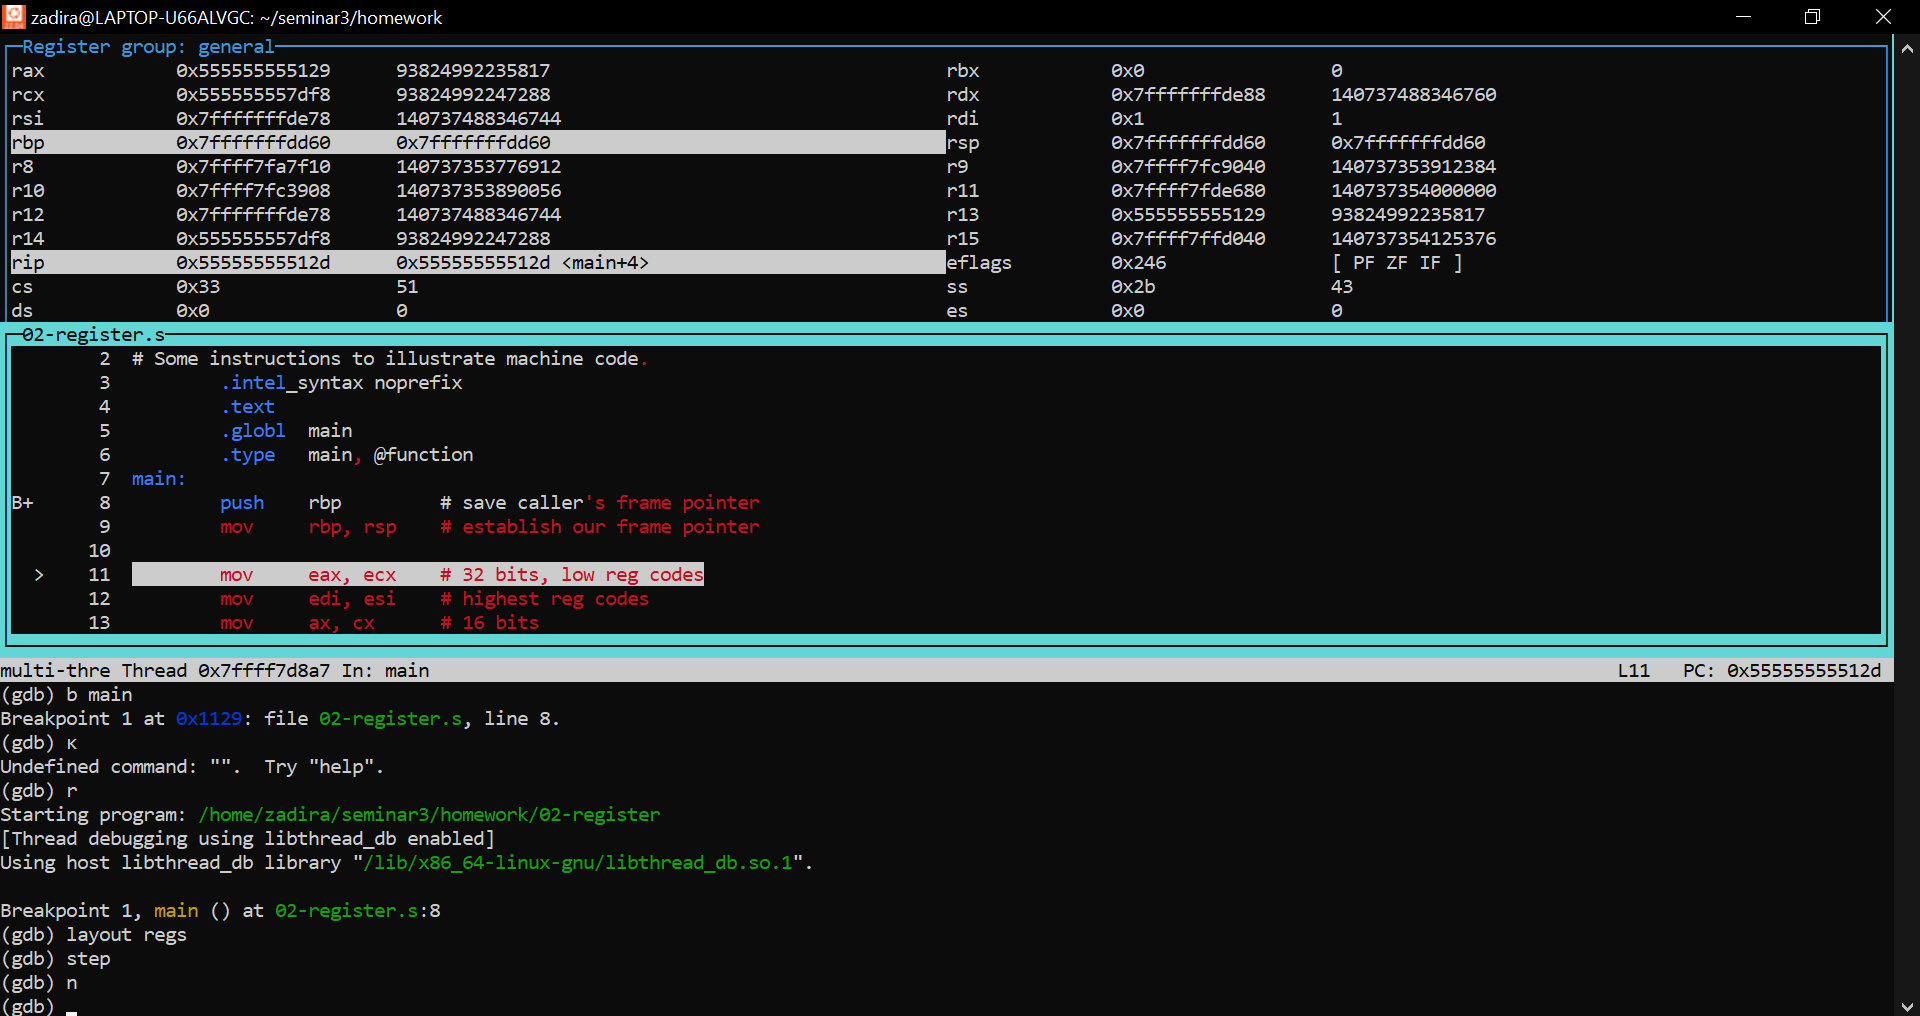 zadira@LAPTOP-U66ALVGC: ~/seminar3/homework
Register group: general
rax 0x555555555129 93824992235817 rbx 0x0 0
rcx 0x555555557df8 93824992247288 rdx 0x7fffffffde88 140737488346760
rsi 0x7fffffffde78 140737488346744 rdi 0x1 1
rbp 0x7fffffffdd60 0x7fffffffdd60 rsp 0x7fffffffdd60 0x7fffffffdd60
r8 0x7ffff7fa7f10 140737353776912 r9 0x7ffff7fc9040 140737353912384
r10 0x7ffff7fc3908 140737353890056 r11 0x7ffff7fde680 140737354000000
r12 0x7fffffffde78 140737488346744 r13 0x555555555129 93824992235817
r14 0x555555557df8 93824992247288 r15 0x7ffff7ffd040 140737354125376
rip 0x55555555512d 0x55555555512d <main+4> eflags 0x246 [ PF ZF IF ]
cs 0x33 51 ss 0x2b 43
ds 0x0 0 es 0x0 0
02-register.s
2 # Some instructions to illustrate machine code.
3 .intel_syntax noprefix
4 .text
5 .globl main
6 .type main, @function
7 main:
B+ 8 push rbp # save caller's frame pointer
9 mov rbp, rsp # establish our frame pointer
10
> 11 mov eax, ecx # 32 bits, low reg codes
12 mov edi, esi # highest reg codes
13 mov ax, cx # 16 bits
multi-thre Thread 0x7ffff7d8a7 In: main L11 PC: 0x55555555512d
(gdb) b main
Breakpoint 1 at 0x1129: file 02-register.s, line 8.
(gdb) к
Undefined command: "". Try "help".
(gdb) r
Starting program: /home/zadira/seminar3/homework/02-register
[Thread debugging using libthread_db enabled]
Using host libthread_db library "/lib/x86_64-linux-gnu/libthread_db.so.1".
Breakpoint 1, main () at 02-register.s:8
(gdb) layout regs
(gdb) step
(gdb) n
(gdb)